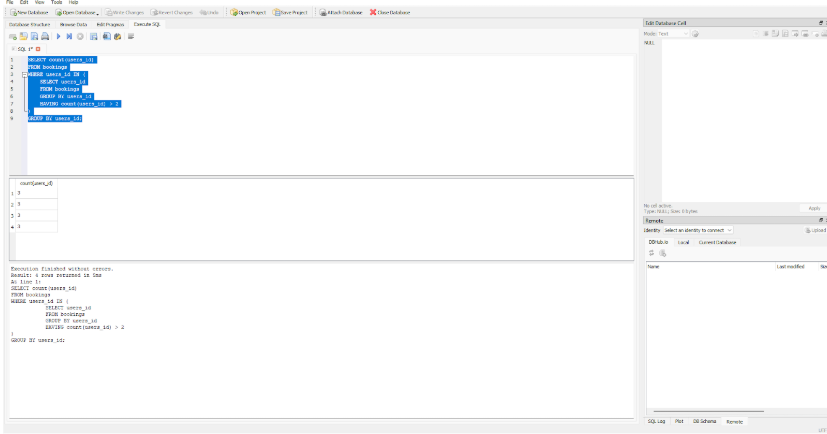 File Edit View Tools Help
New Database Open Database Write Changes Revert Changes Undo Open Project Save Project Attach Database Close Database
Database Structure Browse Data Edit Pragmas Execute SQL
SQL 1*
1 SELECT count(users_id)
2 FROM bookings
3 WHERE users_id IN (
4 SELECT users_id
5 FROM bookings
6 GROUP BY users_id
7 HAVING count(users_id) > 2
8 )
9 GROUP BY users_id;
count(users_id)
1 3
2 3
3 3
4 3
Execution finished without errors.
Result: 4 rows returned in 5ms
At line 1:
SELECT count(users_id)
FROM bookings
WHERE users_id IN (
SELECT users_id
FROM bookings
GROUP BY users_id
HAVING count(users_id) > 2
)
GROUP BY users_id;
Edit Database Cell
Mode: Text
NULL
No cell active.
Type: NULL; Size: 0 bytes
Apply
Remote
Identity Select an identity to connect
Upload
DBHub.io Local Current Database
Name Last modified Size
SQL Log Plot DB Schema Remote